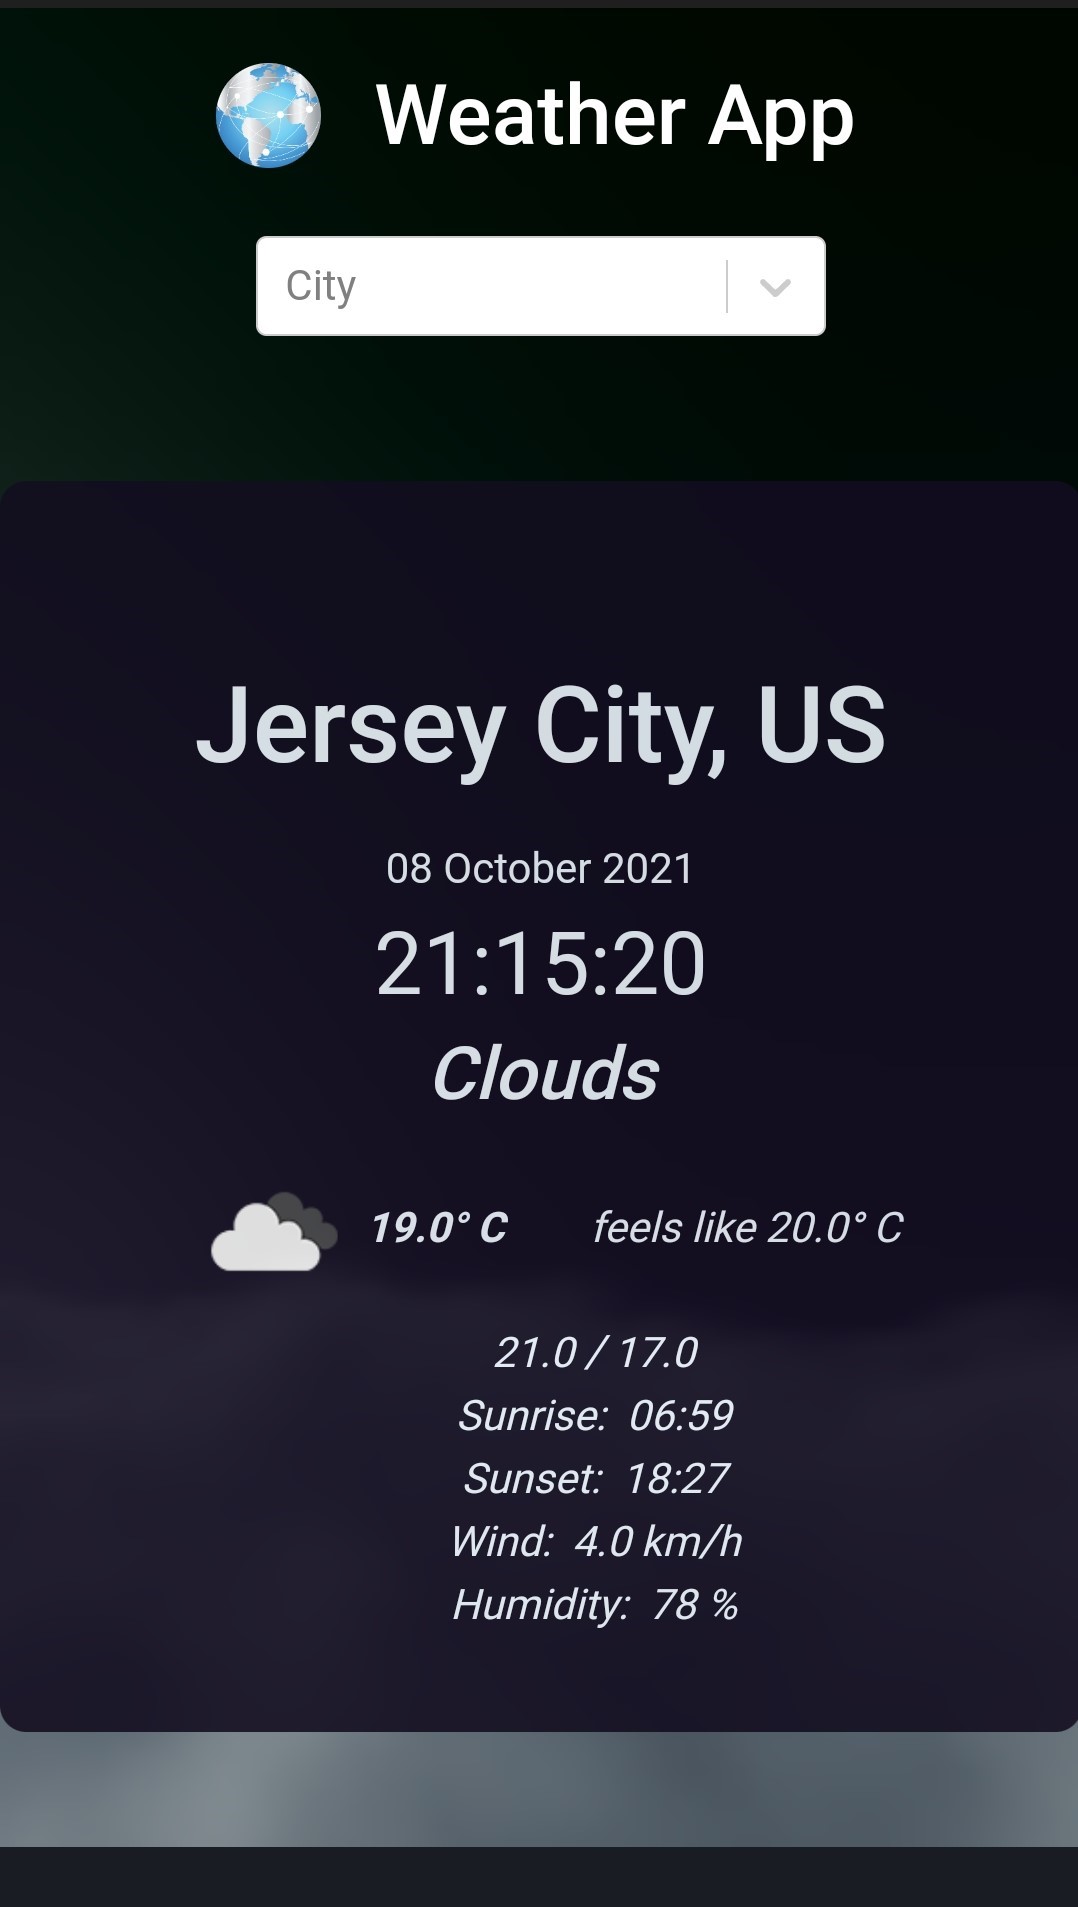 Weather App
City
Jersey City, US
08 October 2021
21:15:20
Clouds
19.0° C feels like 20.0° C
21.0 / 17.0
Sunrise: 06:59
Sunset: 18:27
Wind: 4.0 km/h
Humidity: 78 %